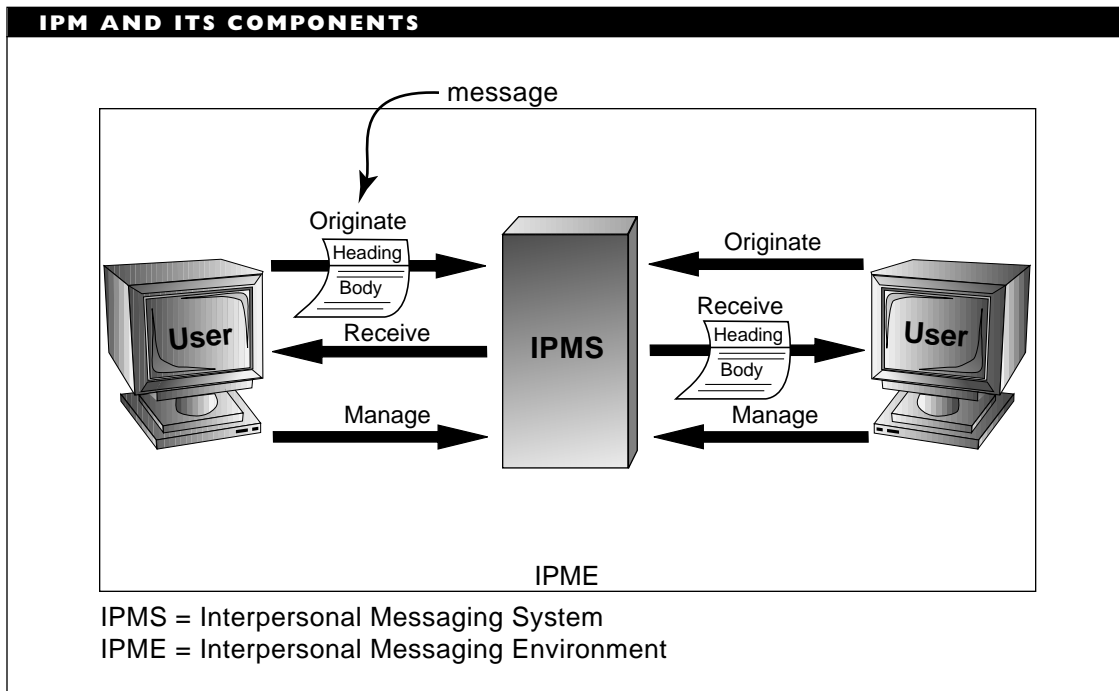 IPM AND ITS COMPONENTS
message
Originate
Heading
Body
Originate
Receive
Heading
Body
User
Receive
IPMS
User
Manage
Manage
IPME
IPMS = Interpersonal Messaging System
IPME = Interpersonal Messaging Environment